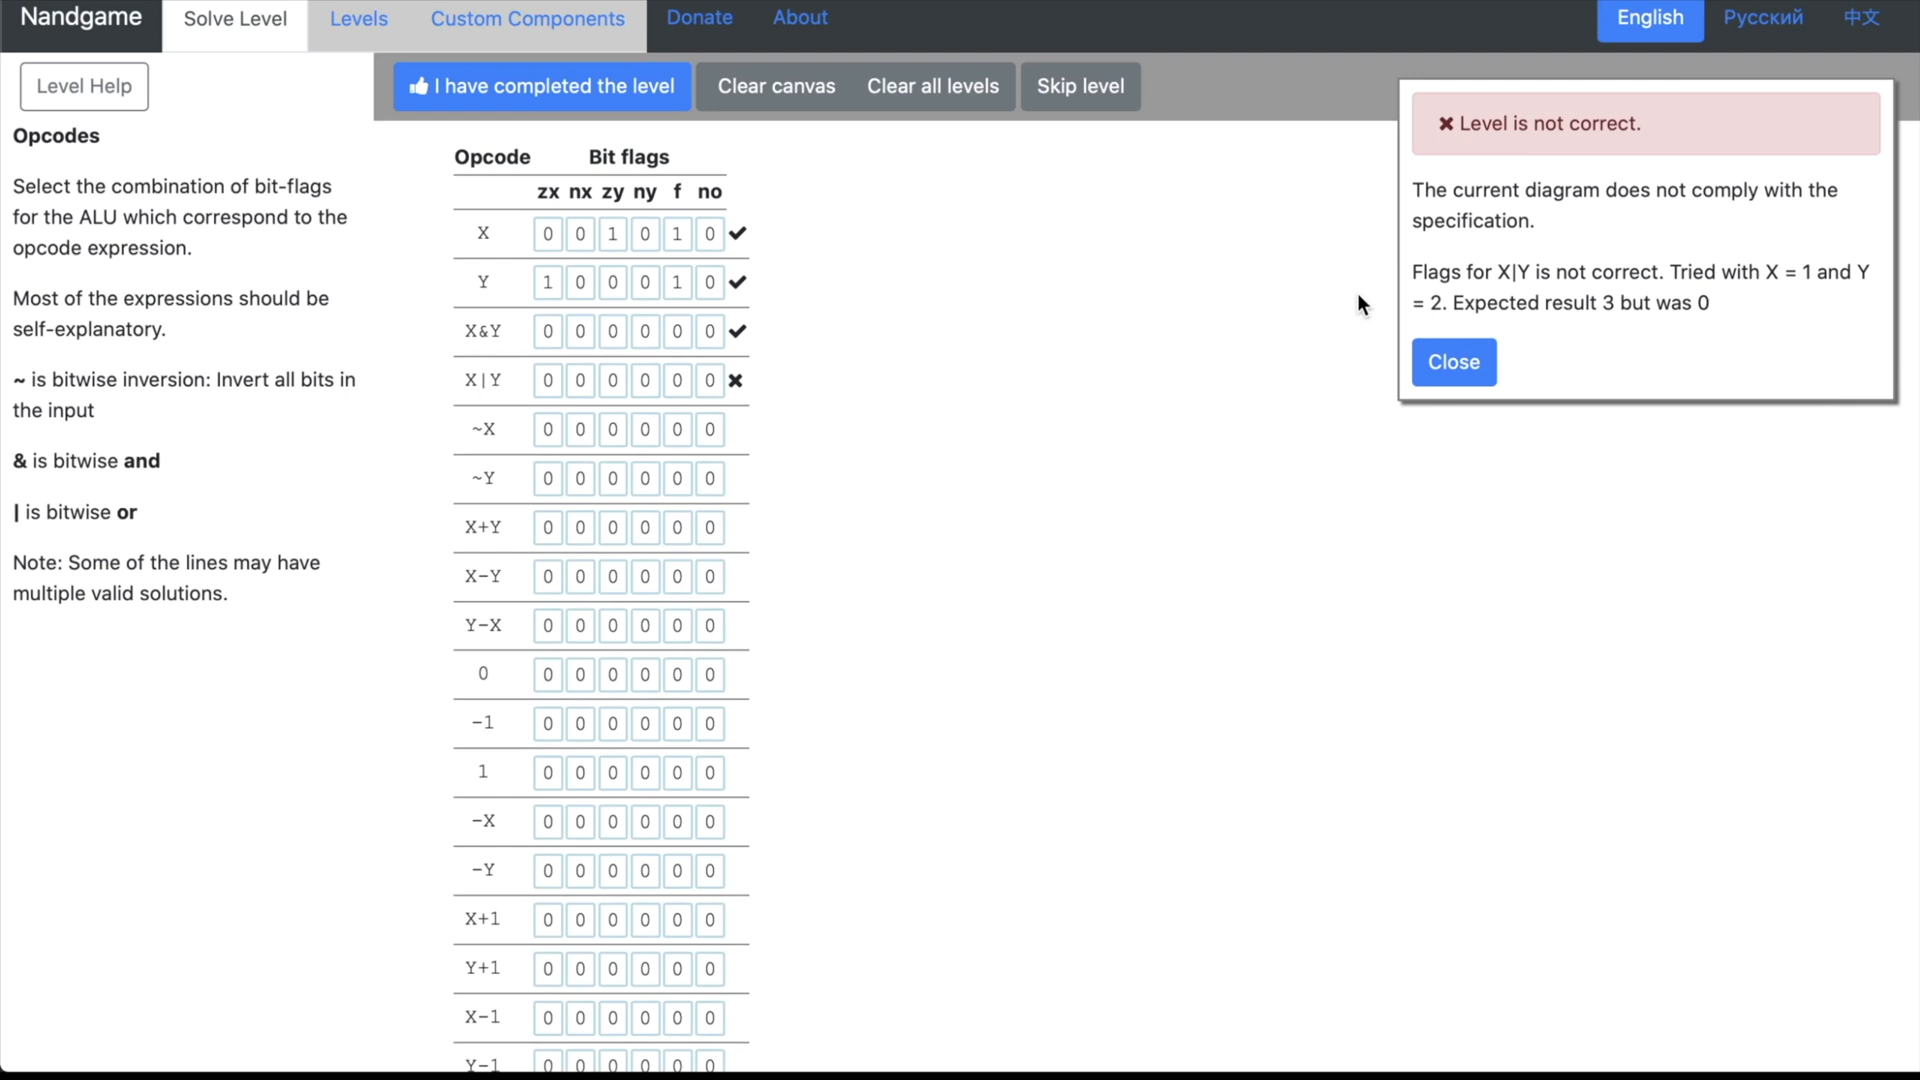 Nandgame Solve Level Levels Custom Components Donate About English Русский 中文
Level Help
I have completed the level Clear canvas Clear all levels Skip level
Opcodes
Select the combination of bit-flags
for the ALU which correspond to the
opcode expression.
Most of the expressions should be
self-explanatory.
~ is bitwise inversion: Invert all bits in
the input
& is bitwise and
| is bitwise or
Note: Some of the lines may have
multiple valid solutions.
Opcode Bit flags
zx nx zy ny f no
X 0 0 1 0 1 0
Y 1 0 0 0 1 0
X&Y 0 0 0 0 0 0
X|Y 0 0 0 0 0 0
~X 0 0 0 0 0 0
~Y 0 0 0 0 0 0
X+Y 0 0 0 0 0 0
X-Y 0 0 0 0 0 0
Y-X 0 0 0 0 0 0
0 0 0 0 0 0 0
-1 0 0 0 0 0 0
1 0 0 0 0 0 0
-X 0 0 0 0 0 0
-Y 0 0 0 0 0 0
X+1 0 0 0 0 0 0
Y+1 0 0 0 0 0 0
X-1 0 0 0 0 0 0
Y-1 0 0 0 0 0 0
Level is not correct.
The current diagram does not comply with the
specification.
Flags for X|Y is not correct. Tried with X = 1 and Y
= 2. Expected result 3 but was 0
Close